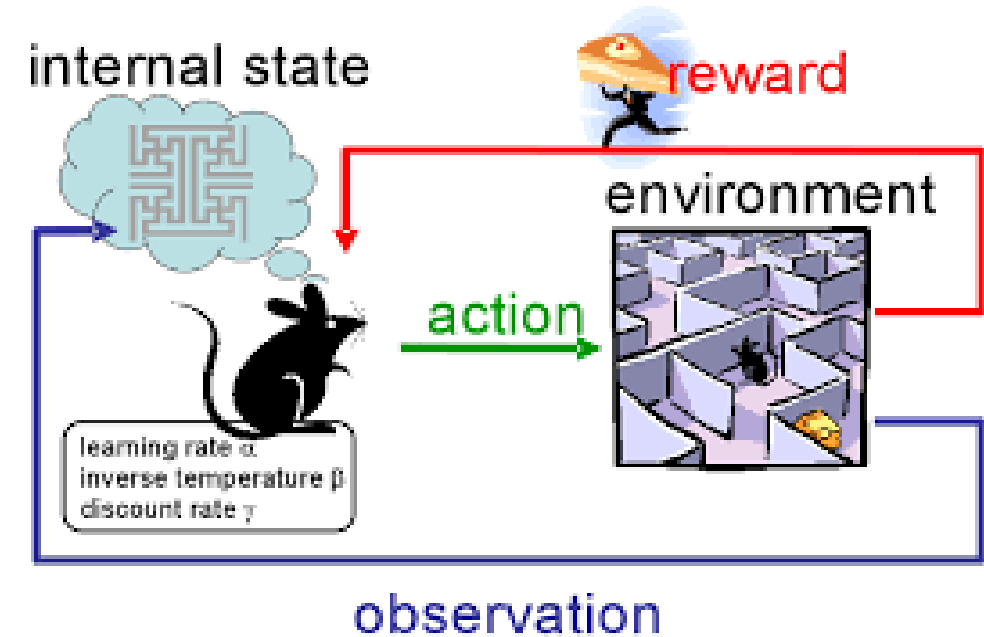 internal state
reward
environment
action
learning rate α
inverse temperature β
discount rate γ
observation